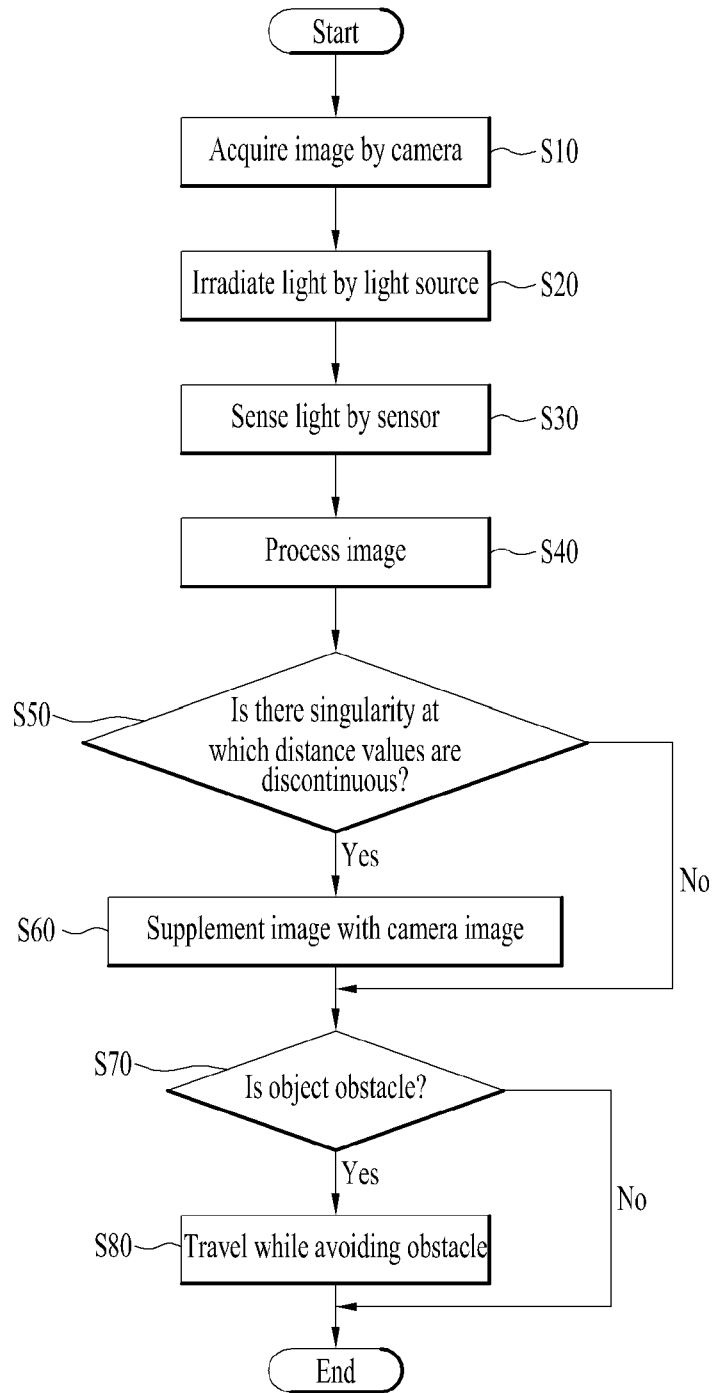 Start
Acquire image by camera
S10
Irradiate light by light source
S20
Sense light by sensor
S30
Process image
S40
S50
Is there singularity at
which distance values are
discontinuous?
Yes
No
S60
Supplement image with camera image
S70
Is object obstacle?
Yes
No
S80
Travel while avoiding obstacle
End